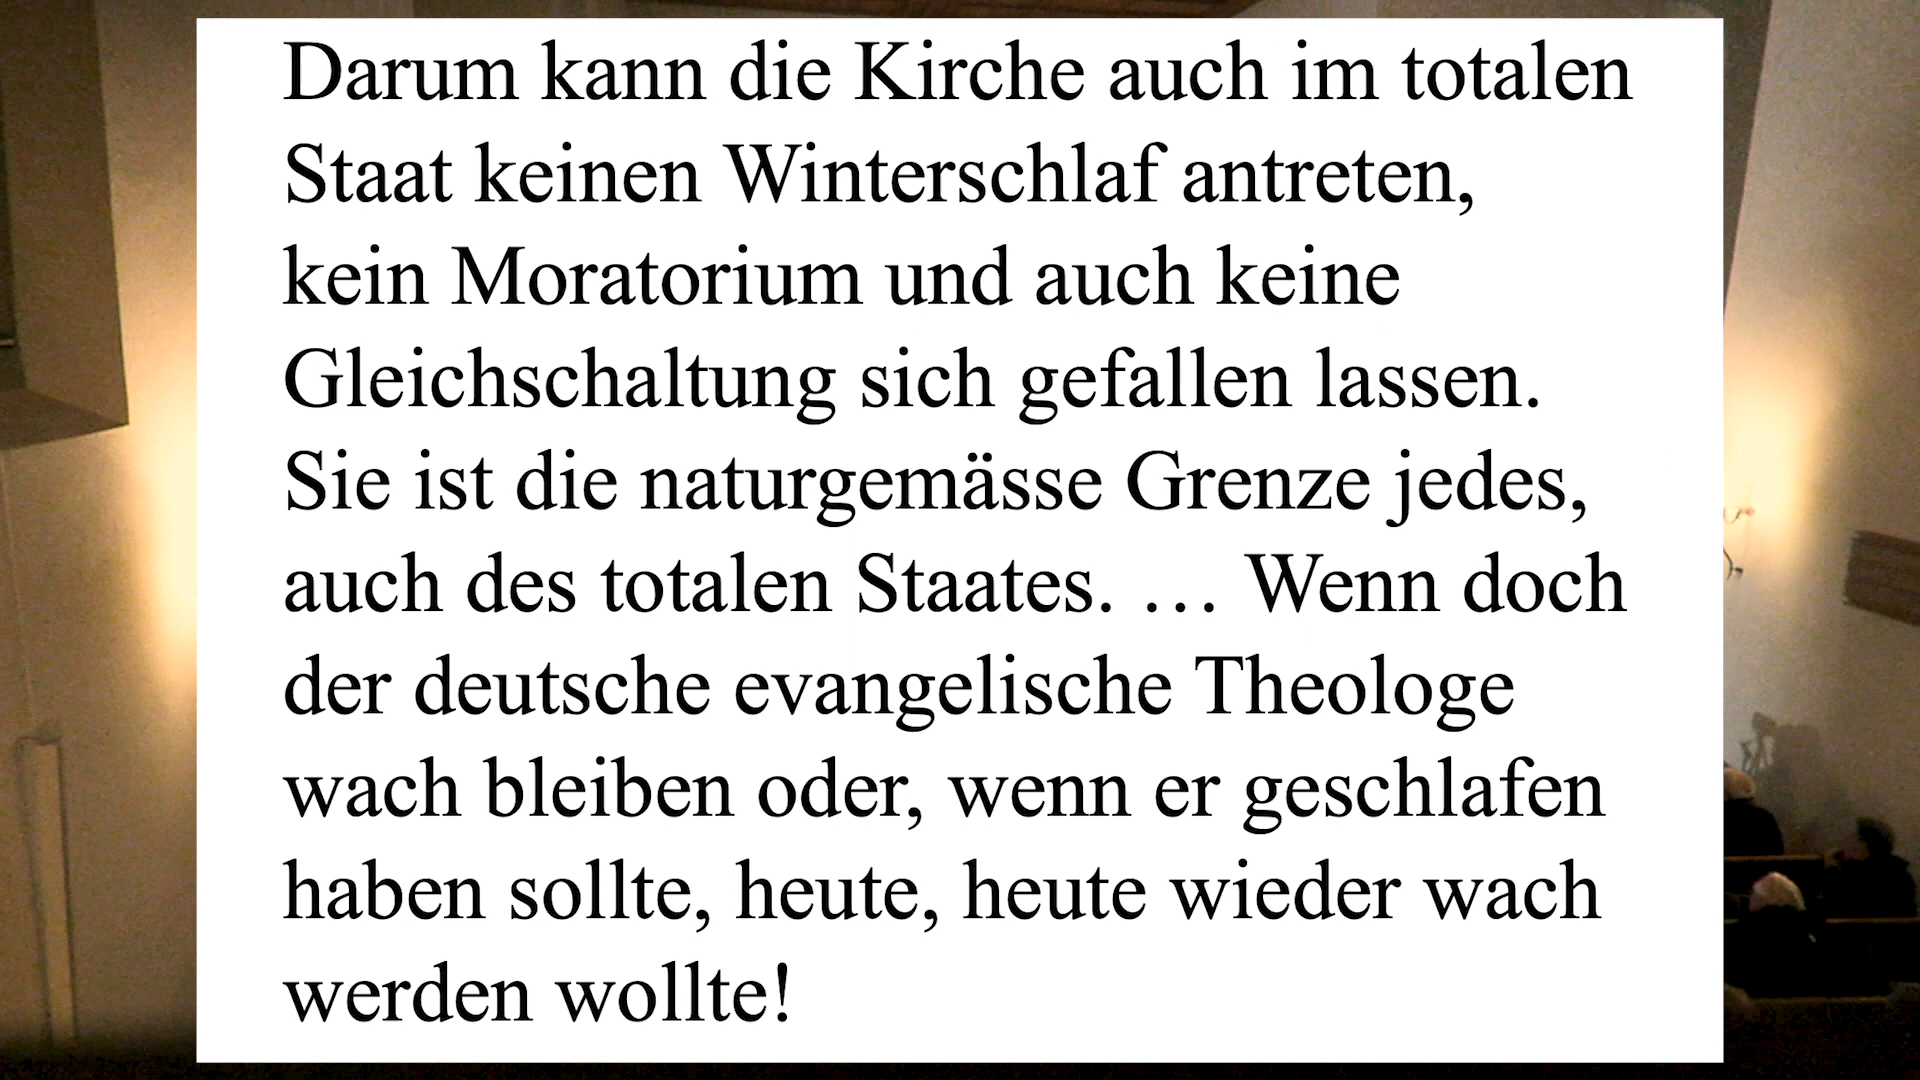 Darum kann die Kirche auch im totalen
Staat keinen Winterschlaf antreten,
kein Moratorium und auch keine
Gleichschaltung sich gefallen lassen.
Sie ist die naturgemässe Grenze jedes,
auch des totalen Staates. … Wenn doch
der deutsche evangelische Theologe
wach bleiben oder, wenn er geschlafen
haben sollte, heute, heute wieder wach
werden wollte!